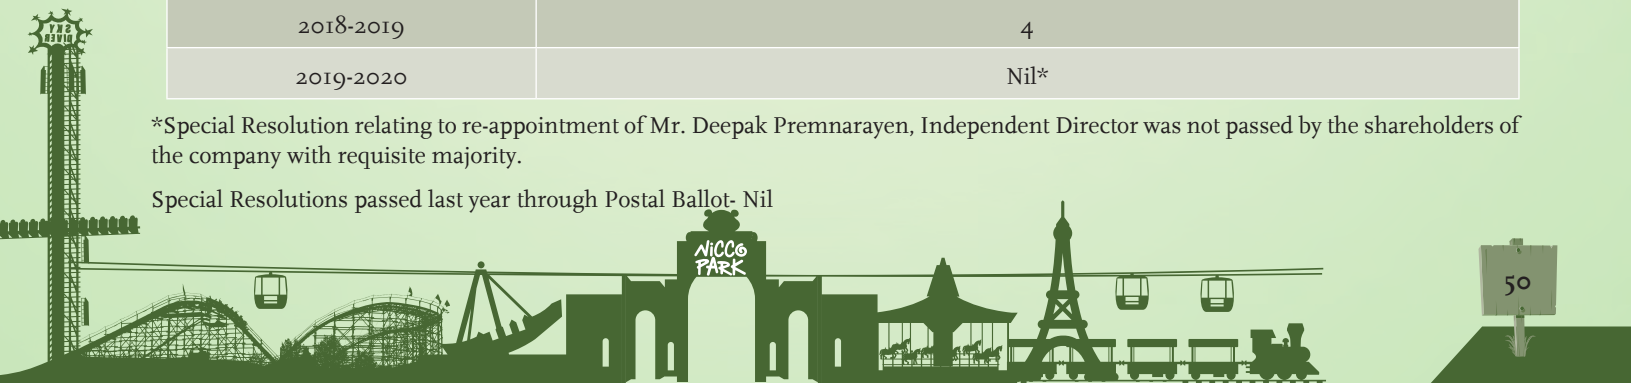 2018-2019 4
2019-2020 Nil*
*Special Resolution relating to re-appointment of Mr. Deepak Premnarayen, Independent Director was not passed by the shareholders of
the company with requisite majority.
Special Resolutions passed last year through Postal Ballot- Nil
SKY
DIVER
NICCO
PARK
50